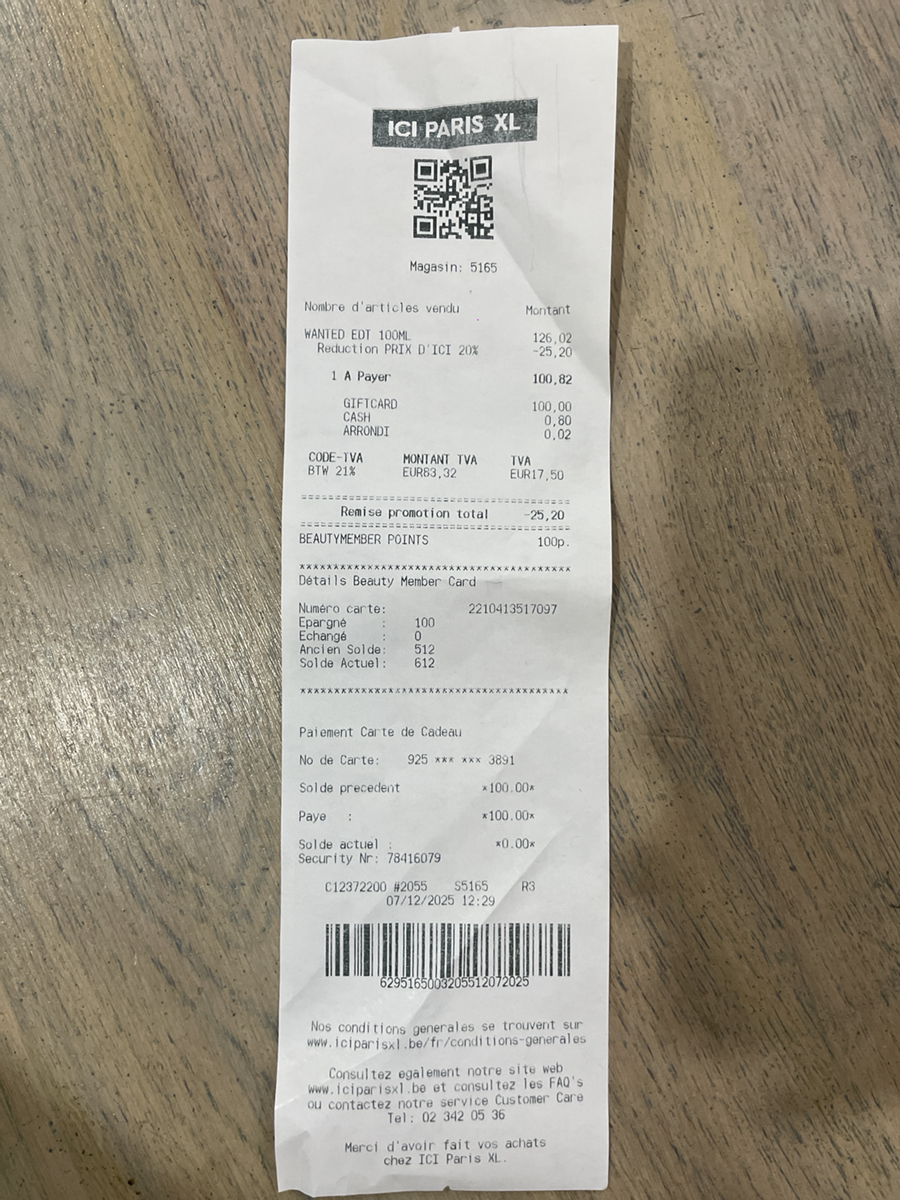 ICI PARIS XL
Magasin: 5165
Nombre d'articles vendu Montant
WANTED EDT 100ML 126,02
Reduction PRIX D'ICI 20% -25,20
1 A Payer 100,82
GIFTCARD 100,00
CASH 0,80
ARRONDI 0,02
CODE-TVA MONTANT TVA TVA
BTW 21% EUR83,32 EUR17,50
========================================
Remise promotion total -25,20
========================================
BEAUTYMEMBER POINTS 100p.
****************************************
Détails Beauty Member Card
Numéro carte: 2210413517097
Epargné : 100
Echangé : 0
Ancien Solde: 512
Solde Actuel: 612
****************************************
Paiement Carte de Cadeau
No de Carte: 925 *** *** 3891
Solde precedent *100.00*
Paye : *100.00*
Solde actuel : *0.00*
Security Nr: 78416079
C12372200 #2055 S5165 R3
07/12/2025 12:29
6295165003205512072025
Nos conditions generales se trouvent sur
www.iciparisxl.be/fr/conditions-generales
Consultez egalement notre site web
www.iciparisxl.be et consultez les FAQ's
ou contactez notre service Customer Care
Tel: 02 342 05 36
Merci d'avoir fait vos achats
chez ICI Paris XL.